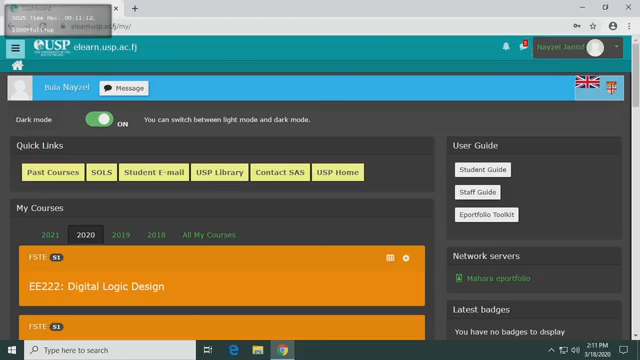 Dashboard
elearn.usp.ac.fj/my/
elearn.usp.ac.fj
USP
2
Nayzel Jannif
Bula Nayzel
Message
Dark mode
ON
You can switch between light mode and dark mode.
Quick Links
Past Courses
SOLS
Student E-mail
USP Library
Contact SAS
USP Home
User Guide
Student Guide
Staff Guide
Eportfolio Toolkit
My Courses
2021
2020
2019
2018
All My Courses
FSTE S1
EE222: Digital Logic Design
FSTE S1
Network servers
Mahara eportfolio
Latest badges
You have no badges to display
Type here to search
2:11 PM
3/18/2020